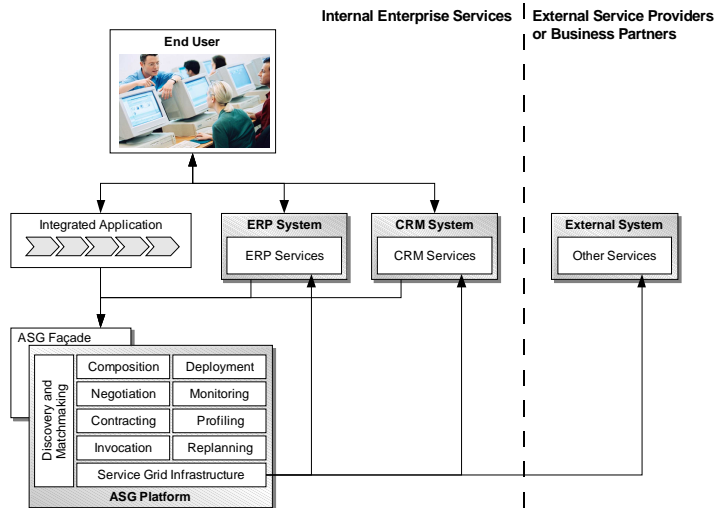 Internal Enterprise Services
External Service Providers
or Business Partners
End User
Integrated Application
ERP System
ERP Services
CRM System
CRM Services
External System
Other Services
ASG Façade
Discovery and
Matchmaking
Composition
Deployment
Negotiation
Monitoring
Contracting
Profiling
Invocation
Replanning
Service Grid Infrastructure
ASG Platform